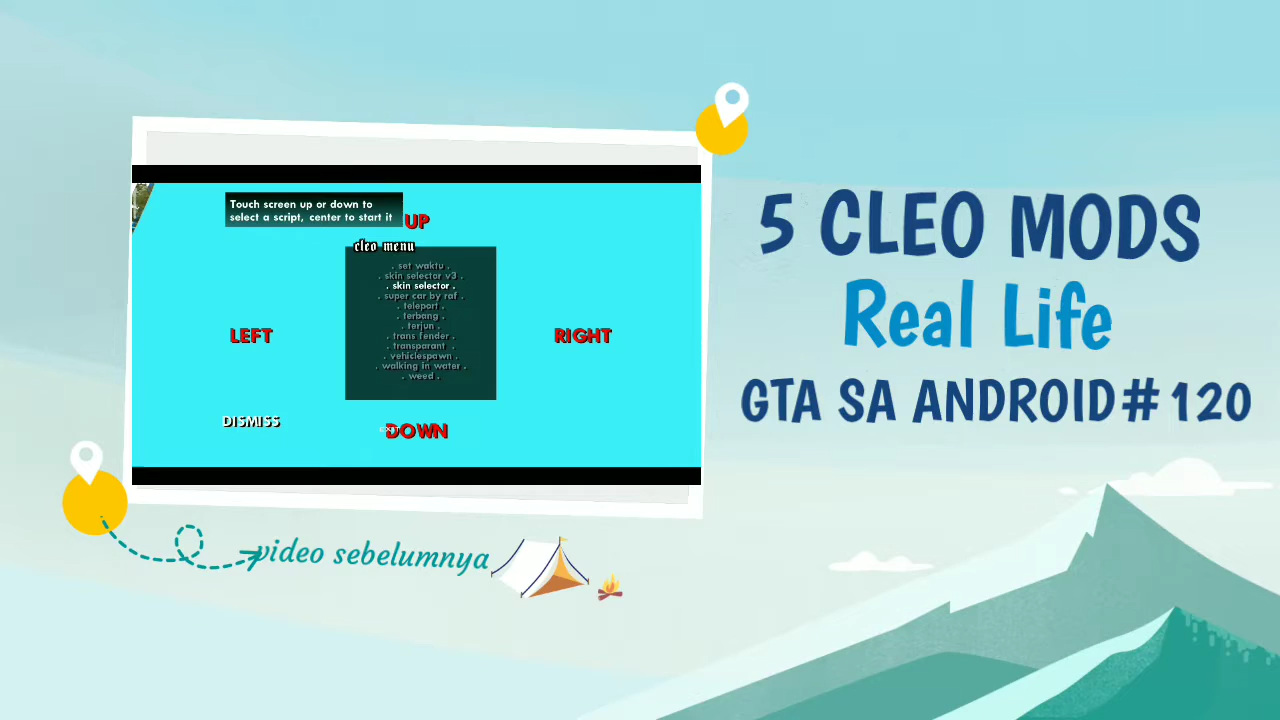 5 CLEO MODS
Real Life
GTA SA ANDROID#120
Touch screen up or down to
select a script, center to start it
UP
cleo menu
. set waktu .
. skin selector v3 .
. skin selector .
. super car by raf .
. telepart .
. terbang .
. terjun .
. trans fender .
. transparant .
. vehiclespawn .
. walking in water .
. weed .
LEFT
RIGHT
DISMISS
DOWN
video sebelumnya